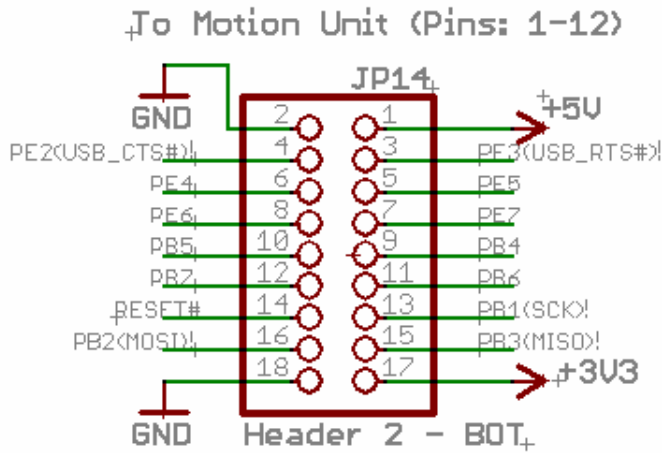 To Motion Unit (Pins: 1-12)
JP14
GND 2 1 +5V
PE2(USB_CTS#)! 4 3 PE3(USB_RTS#)!
PE4 6 5 PE5
PE6 8 7 PE7
PB5 10 9 PB4
PB7 12 11 PB6
RESET# 14 13 PB1(SCK)!
PB2(MOSI)! 16 15 PB3(MISO)!
18 17 +3V3
GND Header 2 - BOT